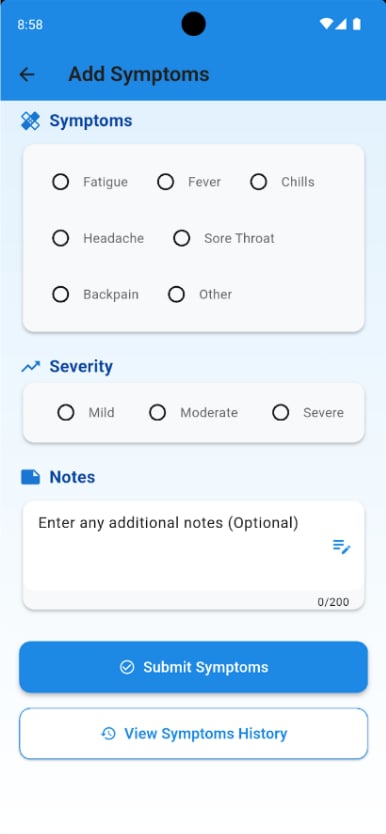 8:58
Add Symptoms
Symptoms
Fatigue Fever Chills
Headache Sore Throat
Backpain Other
Severity
Mild Moderate Severe
Notes
Enter any additional notes (Optional)
0/200
Submit Symptoms
View Symptoms History